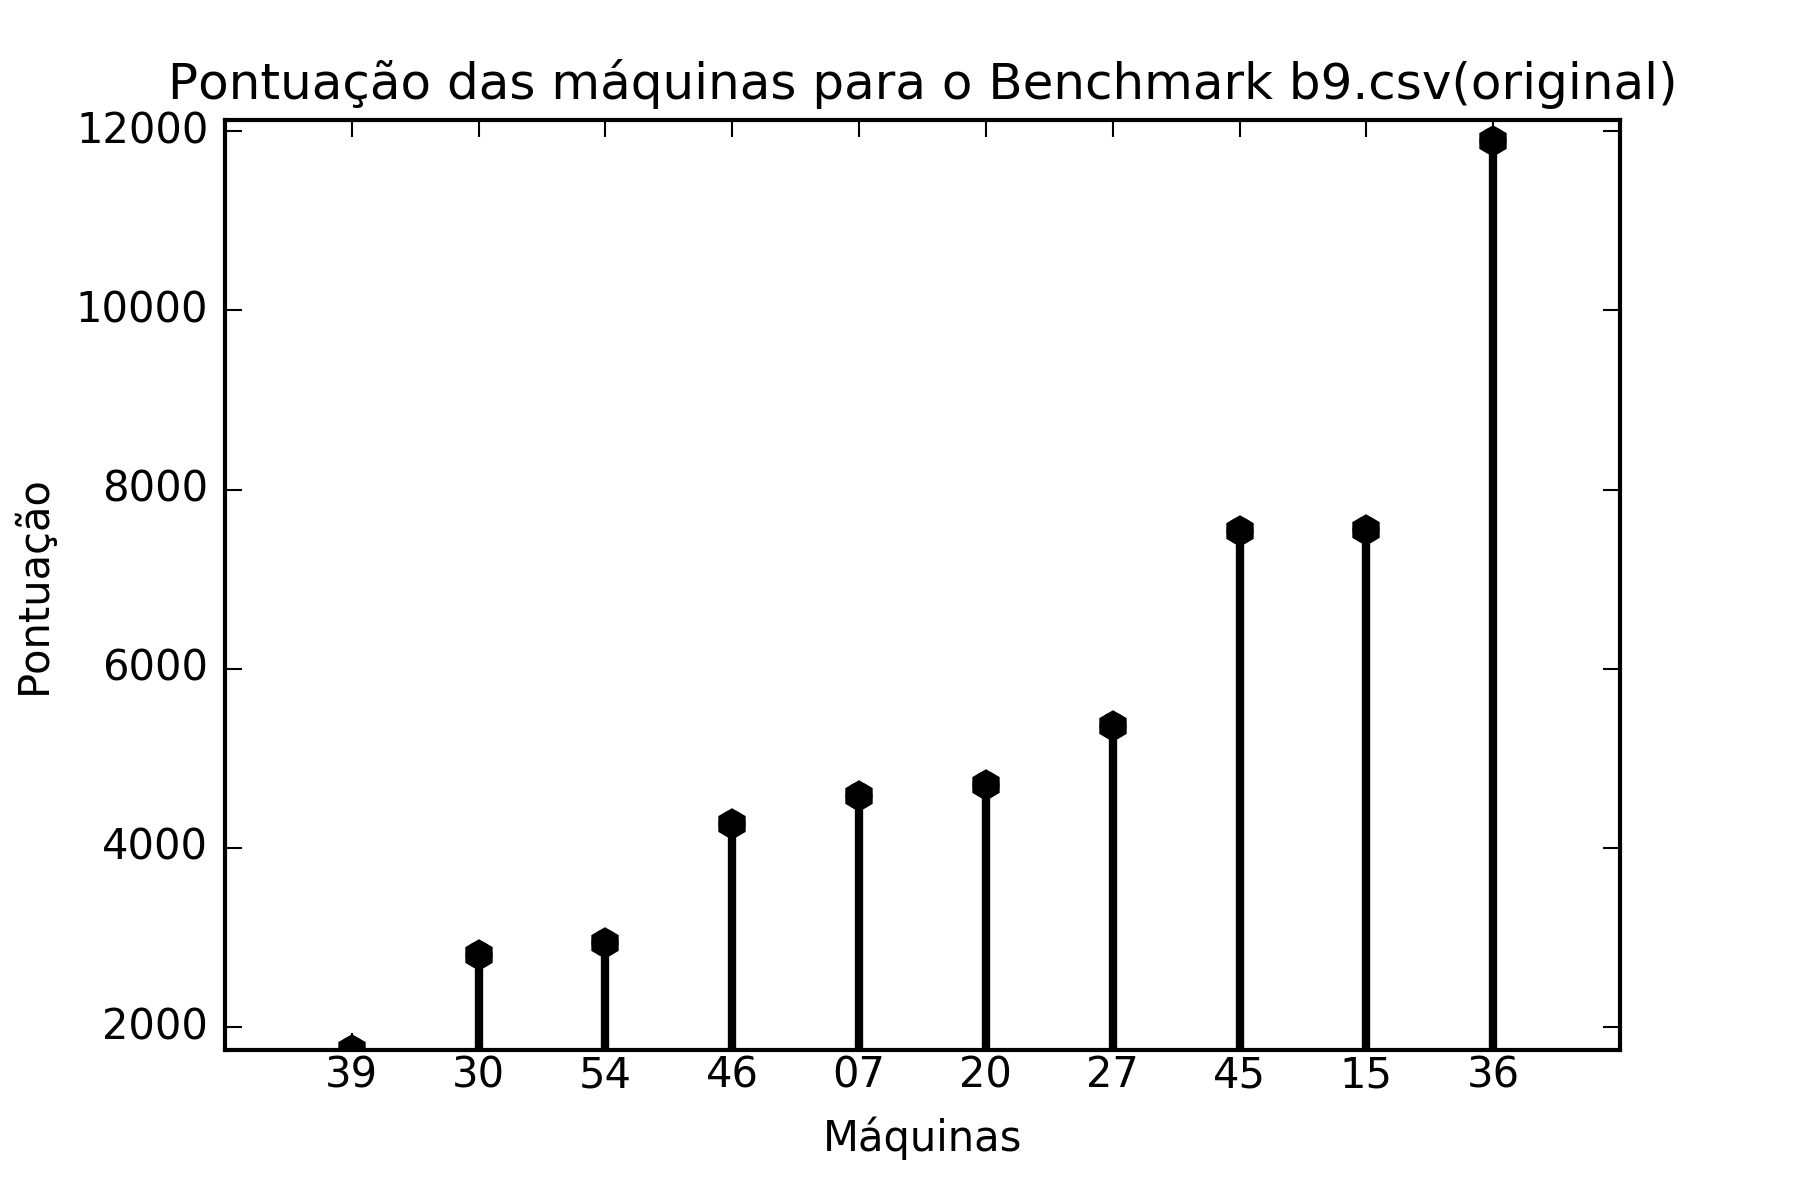 Pontuação das máquinas para o Benchmark b9.csv(original)
12000
10000
8000
6000
4000
2000
Pontuação
39 30 54 46 07 20 27 45 15 36
Máquinas